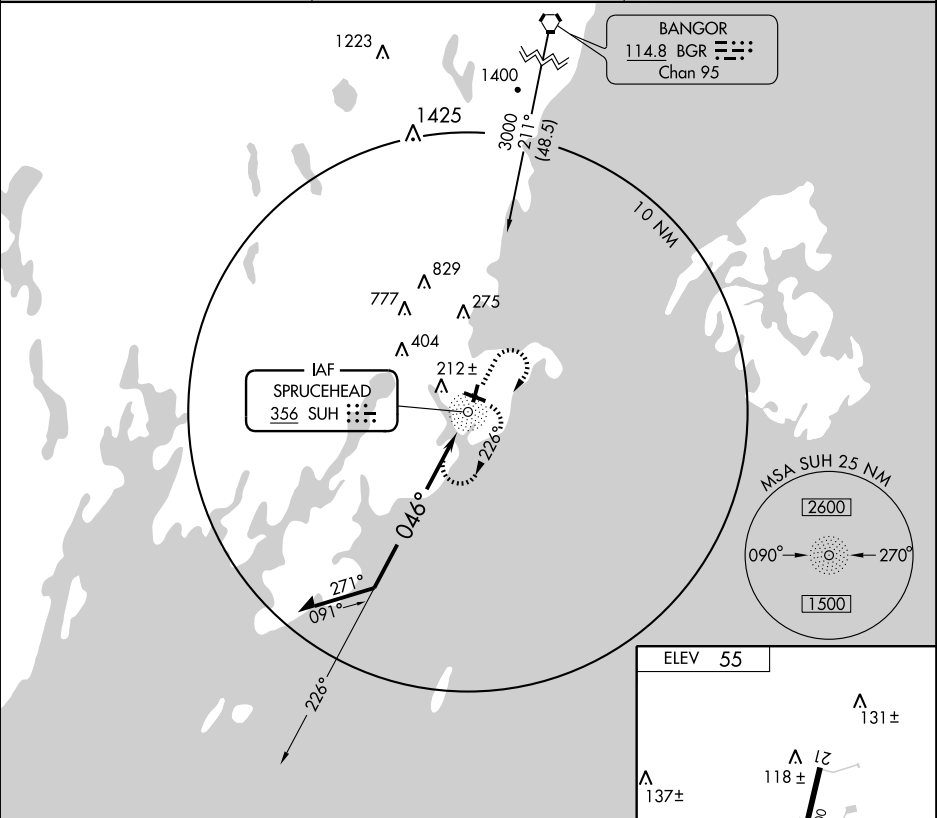 BANGOR
114.8 BGR
Chan 95
1223
1400
1425
3000
211°
(48.5)
10 NM
829
777
275
404
212±
IAF
SPRUCEHEAD
356 SUH
226°
046°
271°
091°
226°
MSA SUH 25 NM
2600
090°
270°
1500
ELEV 55
131±
21
118±
137±